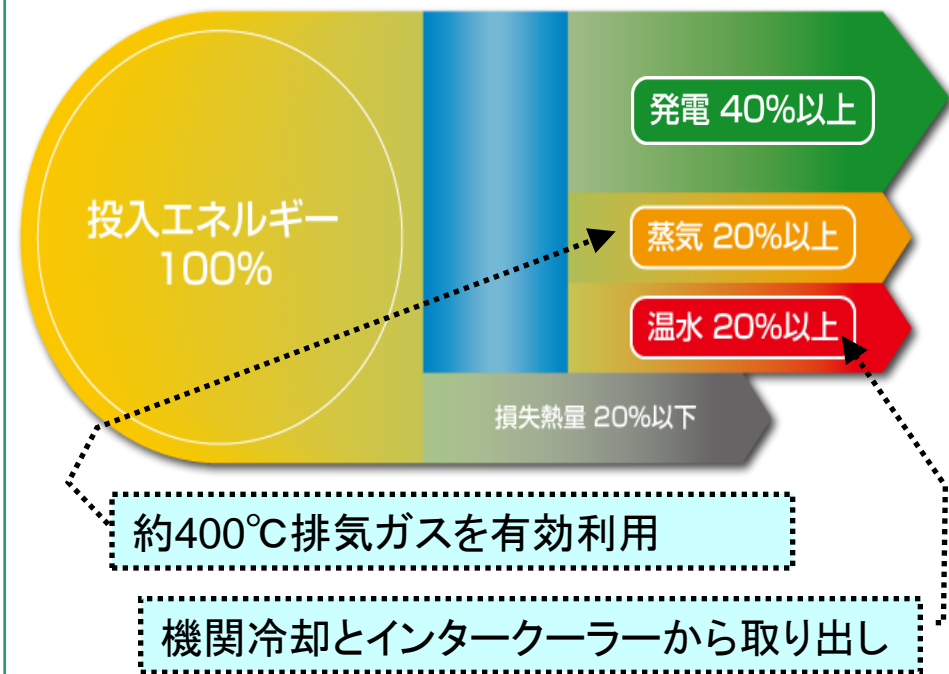 投入エネルギー
100%
発電 40%以上
蒸気 20%以上
温水 20%以上
損失熱量 20%以下
約400℃排気ガスを有効利用
機関冷却とインタークーラーから取り出し